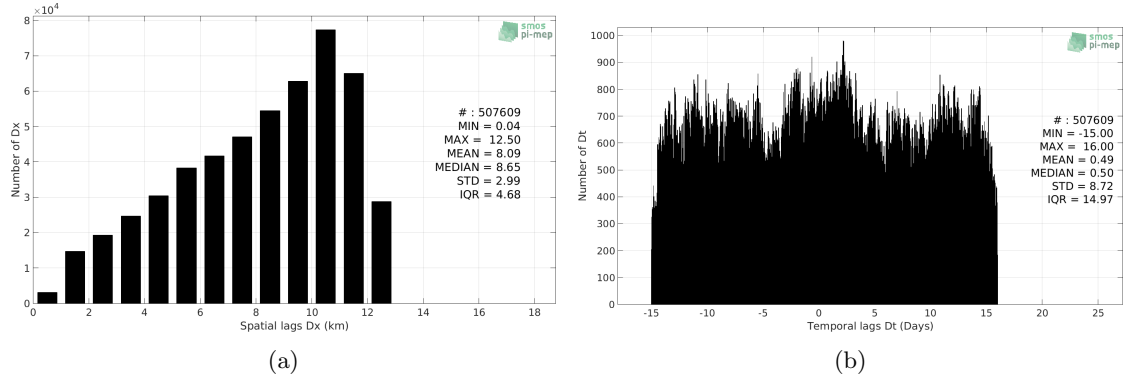 ×10^4
8
7
6
5
4
3
2
1
0
0 2 4 6 8 10 12 14 16 18
Number of Dx
Spatial lags Dx (km)
smos
pi-mep
# : 507609
MIN = 0.04
MAX = 12.50
MEAN = 8.09
MEDIAN = 8.65
STD = 2.99
IQR = 4.68
(a)
1000
900
800
700
600
500
400
300
200
100
0
-15 -10 -5 0 5 10 15 20 25
Number of Dt
Temporal lags Dt (Days)
smos
pi-mep
# : 507609
MIN = -15.00
MAX = 16.00
MEAN = 0.49
MEDIAN = 0.50
STD = 8.72
IQR = 14.97
(b)